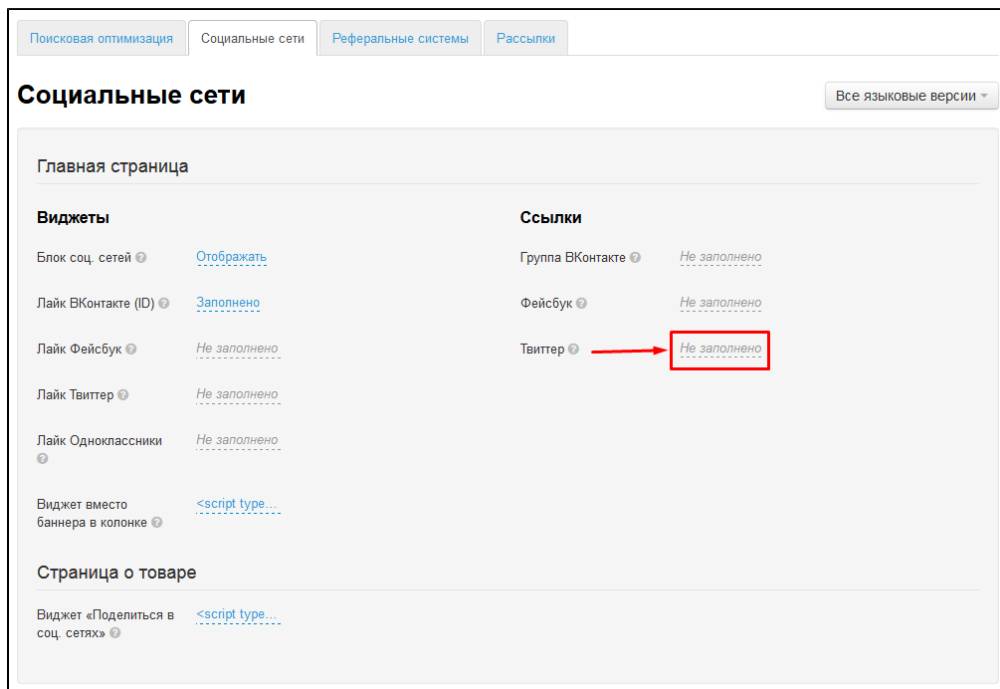 Поисковая оптимизация
Социальные сети
Реферальные системы
Рассылки
Социальные сети
Все языковые версии
Главная страница
Виджеты
Блок соц. сетей
Отображать
Лайк ВКонтакте (ID)
Заполнено
Лайк Фейсбук
Не заполнено
Лайк Твиттер
Не заполнено
Лайк Одноклассники
Не заполнено
Виджет вместо
баннера в колонке
<script type...
Ссылки
Группа ВКонтакте
Не заполнено
Фейсбук
Не заполнено
Твиттер
Не заполнено
Страница о товаре
Виджет «Поделиться в
соц. сетях»
<script type...